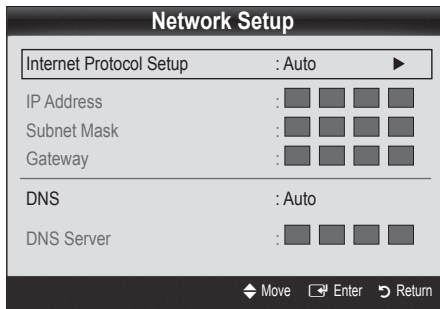 Network Setup
Internet Protocol Setup : Auto ▶
IP Address :
Subnet Mask :
Gateway :
DNS : Auto
DNS Server :
Move Enter Return